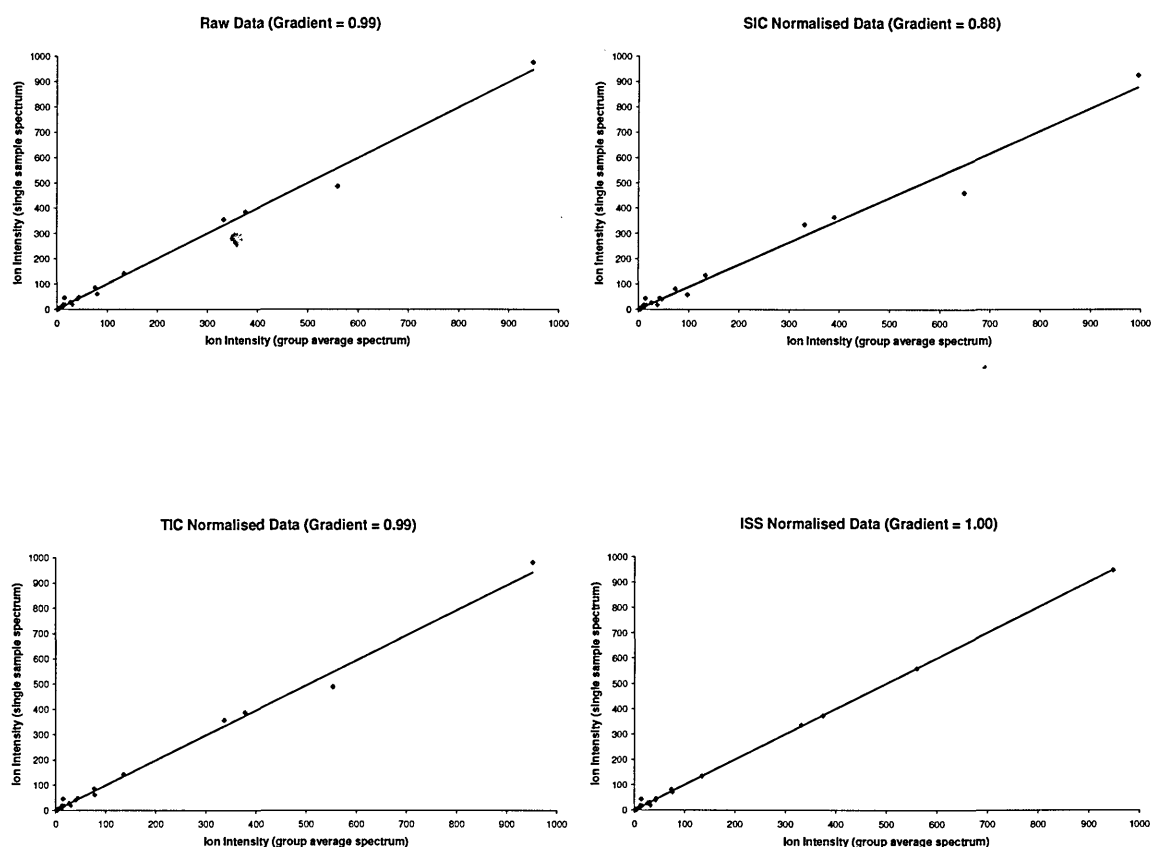 Raw Data (Gradient = 0.99)
Ion Intensity (single sample spectrum)
1000
900
800
700
600
500
400
300
200
100
0
0 100 200 300 400 500 600 700 800 900 1000
Ion Intensity (group average spectrum)
SIC Normalised Data (Gradient = 0.88)
Ion Intensity (single sample spectrum)
1000
900
800
700
600
500
400
300
200
100
0
0 100 200 300 400 500 600 700 800 900 1000
Ion Intensity (group average spectrum)
TIC Normalised Data (Gradient = 0.99)
Ion Intensity (single sample spectrum)
1000
900
800
700
600
500
400
300
200
100
0
0 100 200 300 400 500 600 700 800 900 1000
Ion Intensity (group average spectrum)
ISS Normalised Data (Gradient = 1.00)
Ion Intensity (single sample spectrum)
1000
900
800
700
600
500
400
300
200
100
0
0 100 200 300 400 500 600 700 800 900 1000
Ion Intensity (group average spectrum)